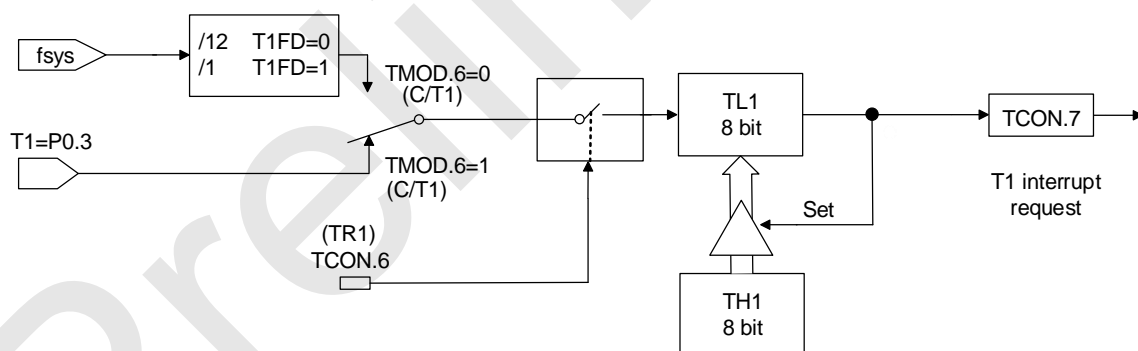 fsys
/12 T1FD=0
/1 T1FD=1
TMOD.6=0
(C/T1)
T1=P0.3
TMOD.6=1
(C/T1)
(TR1)
TCON.6
TL1
8 bit
Set
TH1
8 bit
TCON.7
T1 interrupt
request